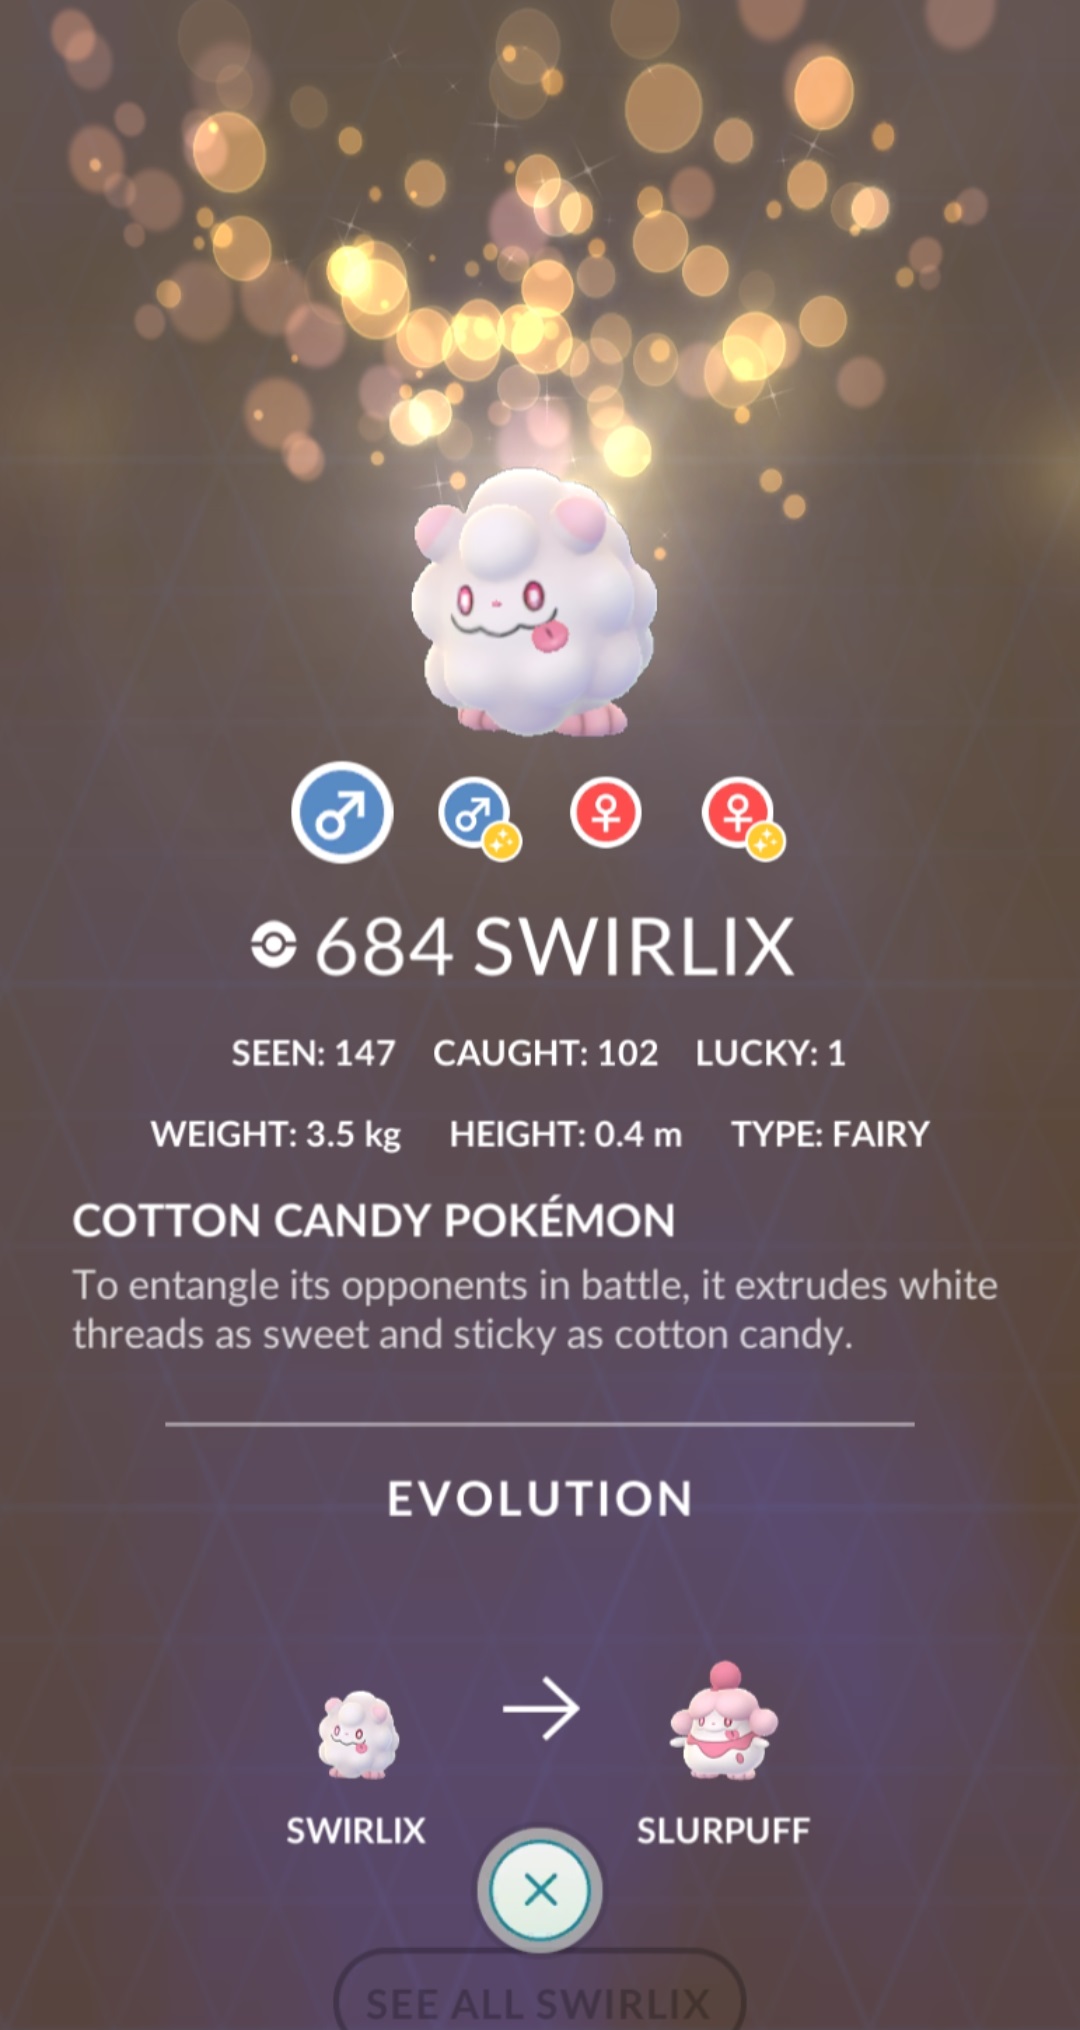 684 SWIRLIX
SEEN: 147 CAUGHT: 102 LUCKY: 1
WEIGHT: 3.5 kg HEIGHT: 0.4 m TYPE: FAIRY
COTTON CANDY POKÉMON
To entangle its opponents in battle, it extrudes white
threads as sweet and sticky as cotton candy.
EVOLUTION
SWIRLIX SLURPUFF
SEE ALL SWIRLIX